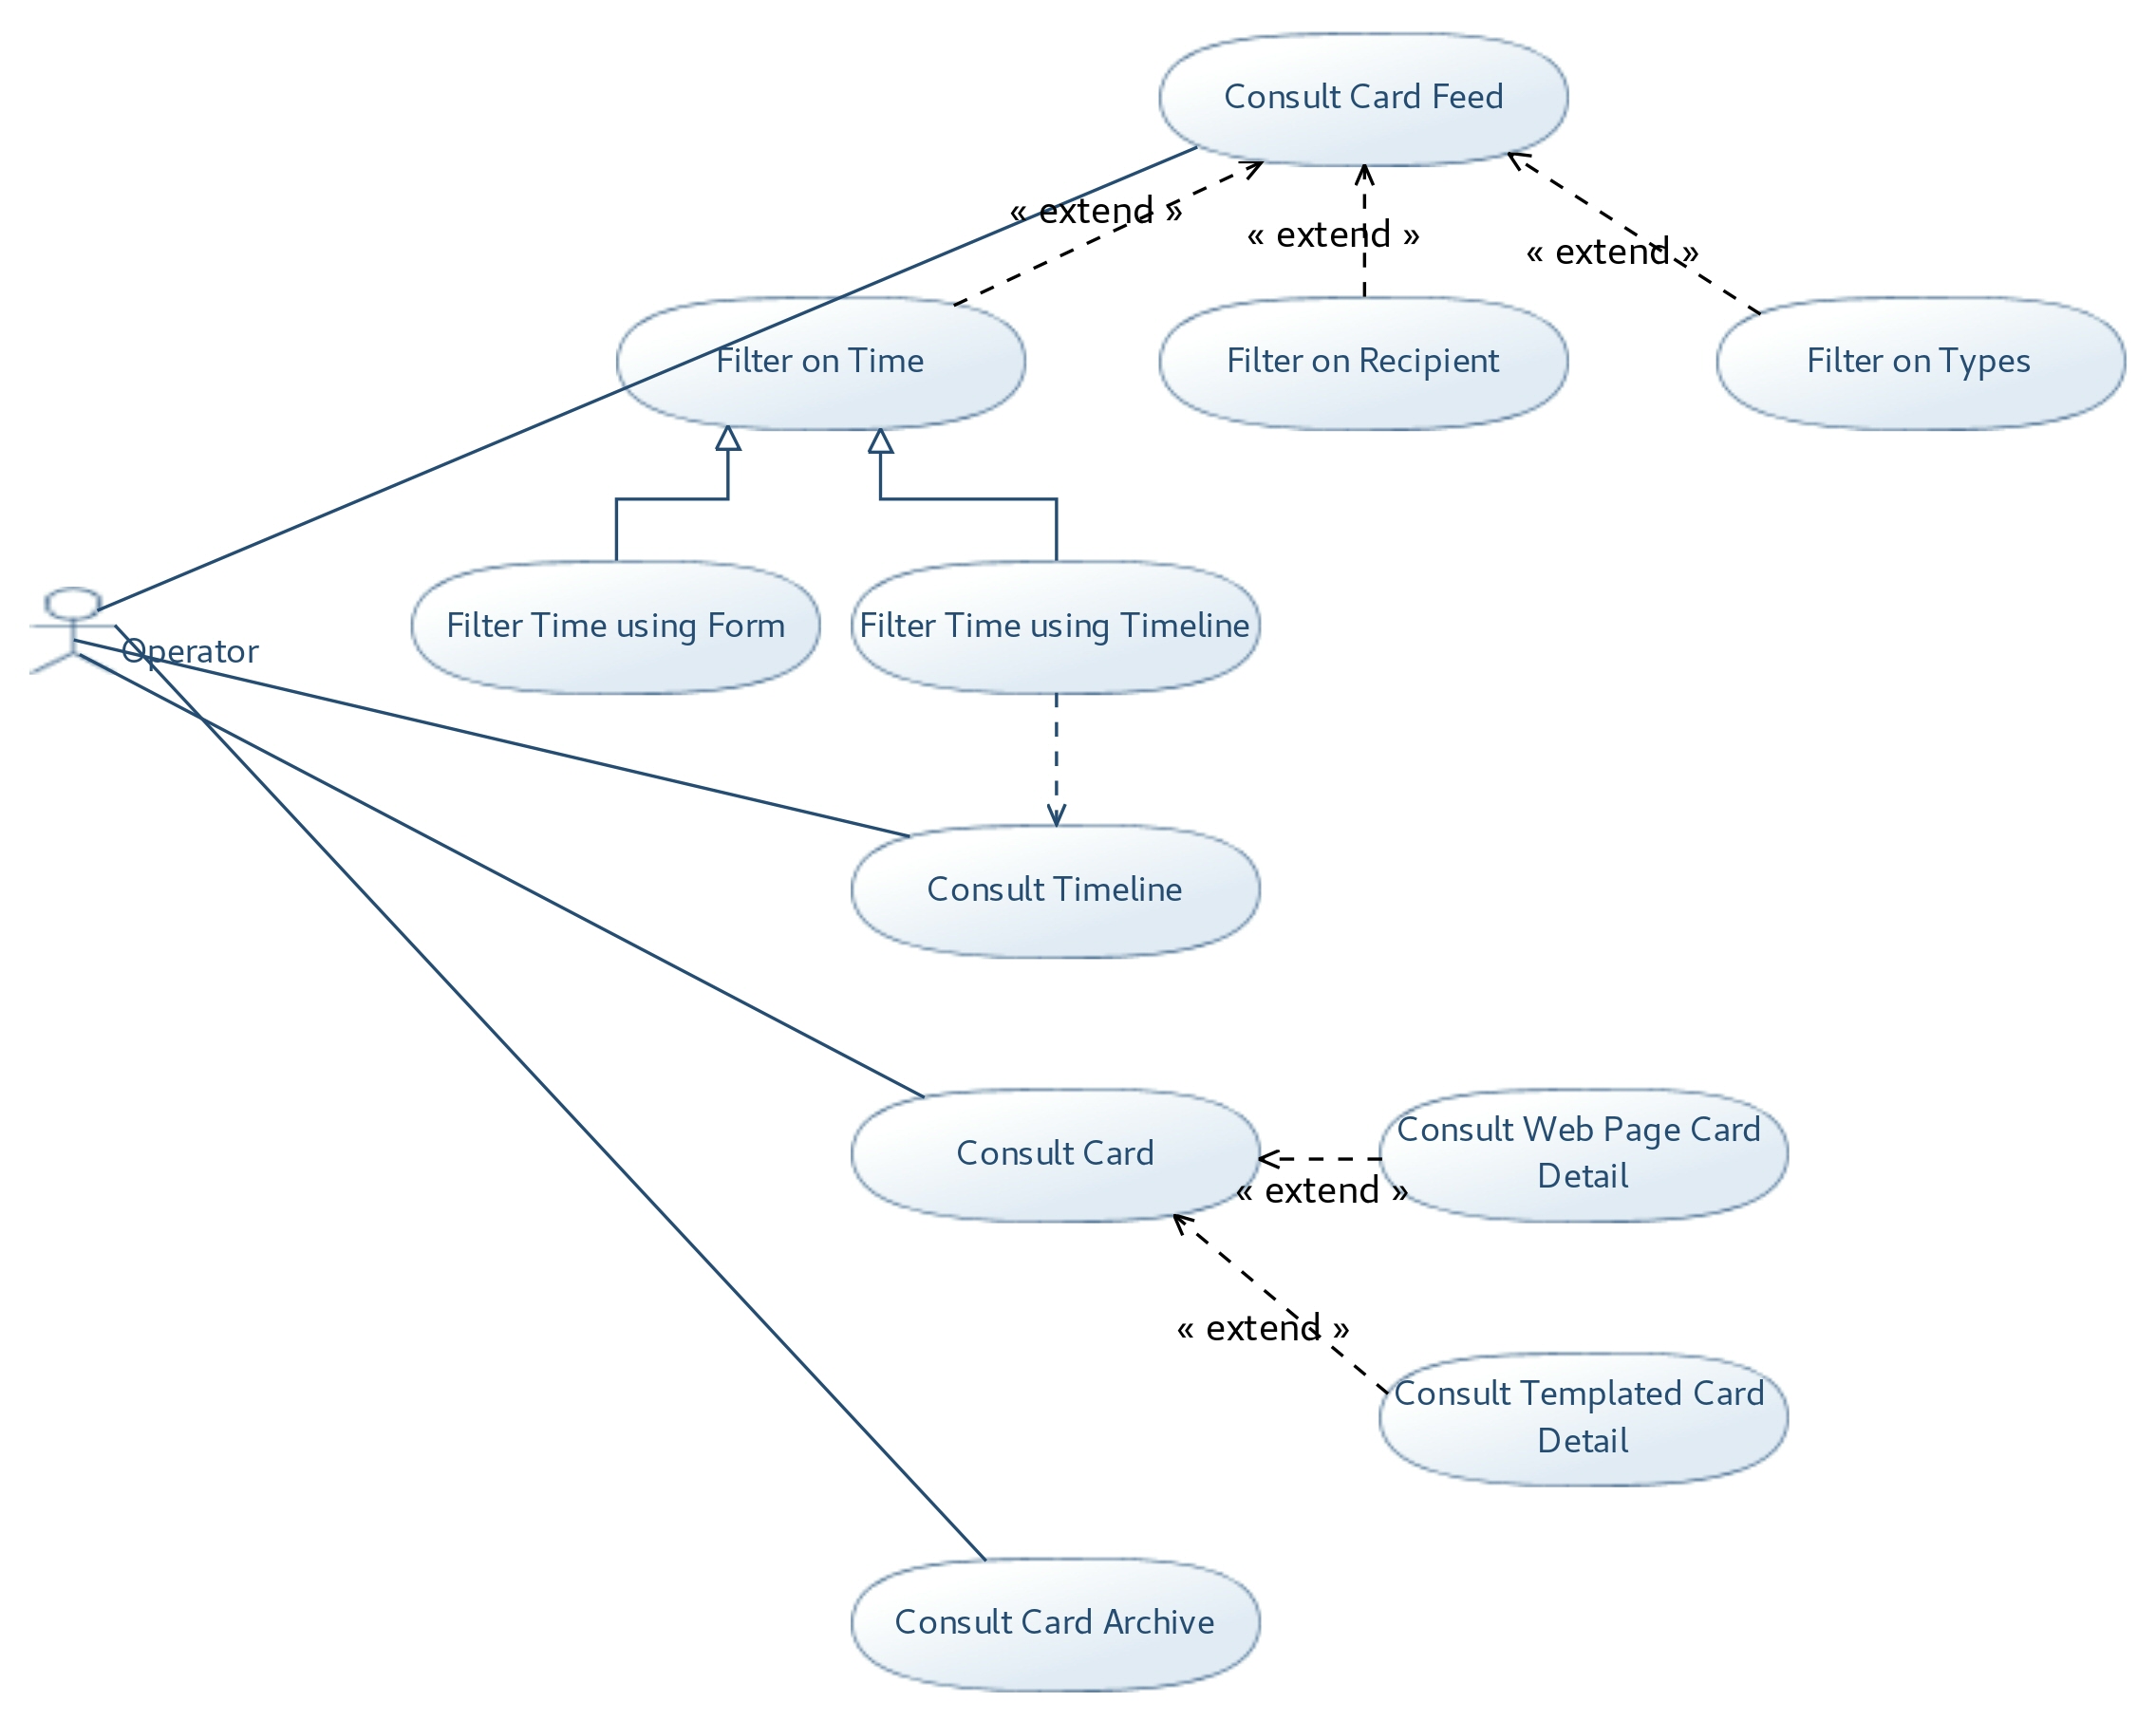 Consult Card Feed
« extend »
« extend »
« extend »
Filter on Time
Filter on Recipient
Filter on Types
Filter Time using Form
Filter Time using Timeline
Operator
Consult Timeline
Consult Card
Consult Web Page Card
Detail
« extend »
« extend »
Consult Templated Card
Detail
Consult Card Archive